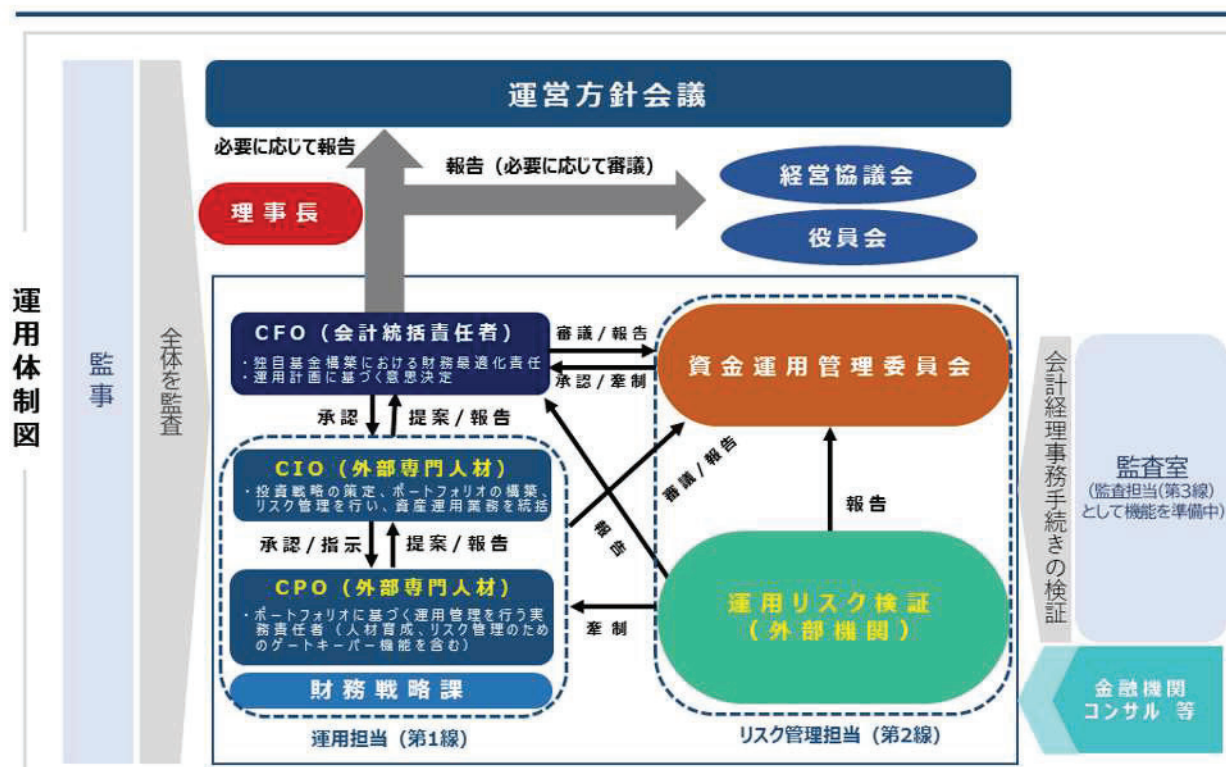 運営方針会議
必要に応じて報告
報告（必要に応じて審議）
理事長
経営協議会
役員会
運用体制図
監事
全体を監査
CFO（会計統括責任者）
・独自基金構築における財務最適化責任
・運用計画に基づく意思決定
審議/報告
承認/牽制
資金運用管理委員会
承認
提案/報告
CIO（外部専門人材）
・投資戦略の策定、ポートフォリオの構築、
リスク管理を行い、資産運用業務を統括
審議/報告
報告
報告
承認/指示
提案/報告
CPO（外部専門人材）
・ポートフォリオに基づく運用管理を行う実
務責任者（人材育成、リスク管理のため
のゲートキーパー機能を含む）
牽制
運用リスク検証
（外部機関）
財務戦略課
運用担当（第1線）
リスク管理担当（第2線）
会計経理事務手続きの検証
監査室
(監査担当(第3線)
として機能を準備中)
金融機関
コンサル 等